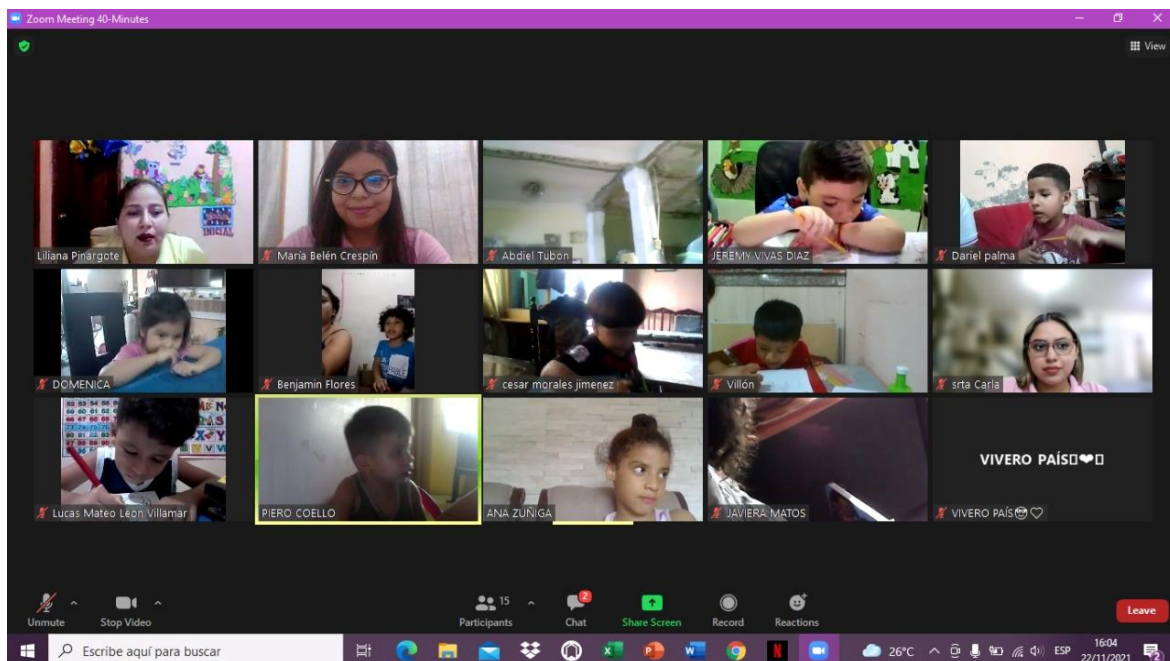 Zoom Meeting 40-Minutes
View
Liliana Pinargote
María Belén Crespín
Abdiel Tubon
JEREMY VIVAS DIAZ
Dariel palma
DOMENICA
Benjamin Flores
cesar morales jimenez
Villón
srta Carla
Lucas Mateo Leon Villamar
PIERO COELLO
ANA ZUÑIGA
JAVIERA MATOS
VIVERO PAÍS
VIVERO PAÍS
INICIAL
Unmute
Stop Video
15
Participants
2
Chat
Share Screen
Record
Reactions
Leave
Escribe aquí para buscar
26°C
ESP
16:04
22/11/2021
2